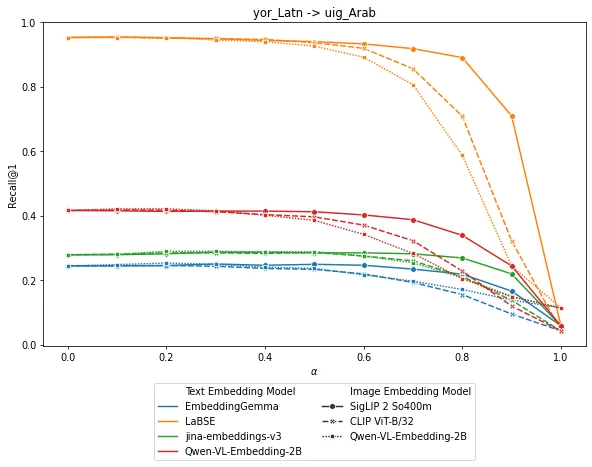 yor_Latn -> uig_Arab
1.0
0.8
0.6
0.4
0.2
0.0
Recall@1
0.0 0.2 0.4 0.6 0.8 1.0
α
Text Embedding Model Image Embedding Model
EmbeddingGemma SigLIP 2 So400m
LaBSE CLIP ViT-B/32
jina-embeddings-v3 Qwen-VL-Embedding-2B
Qwen-VL-Embedding-2B